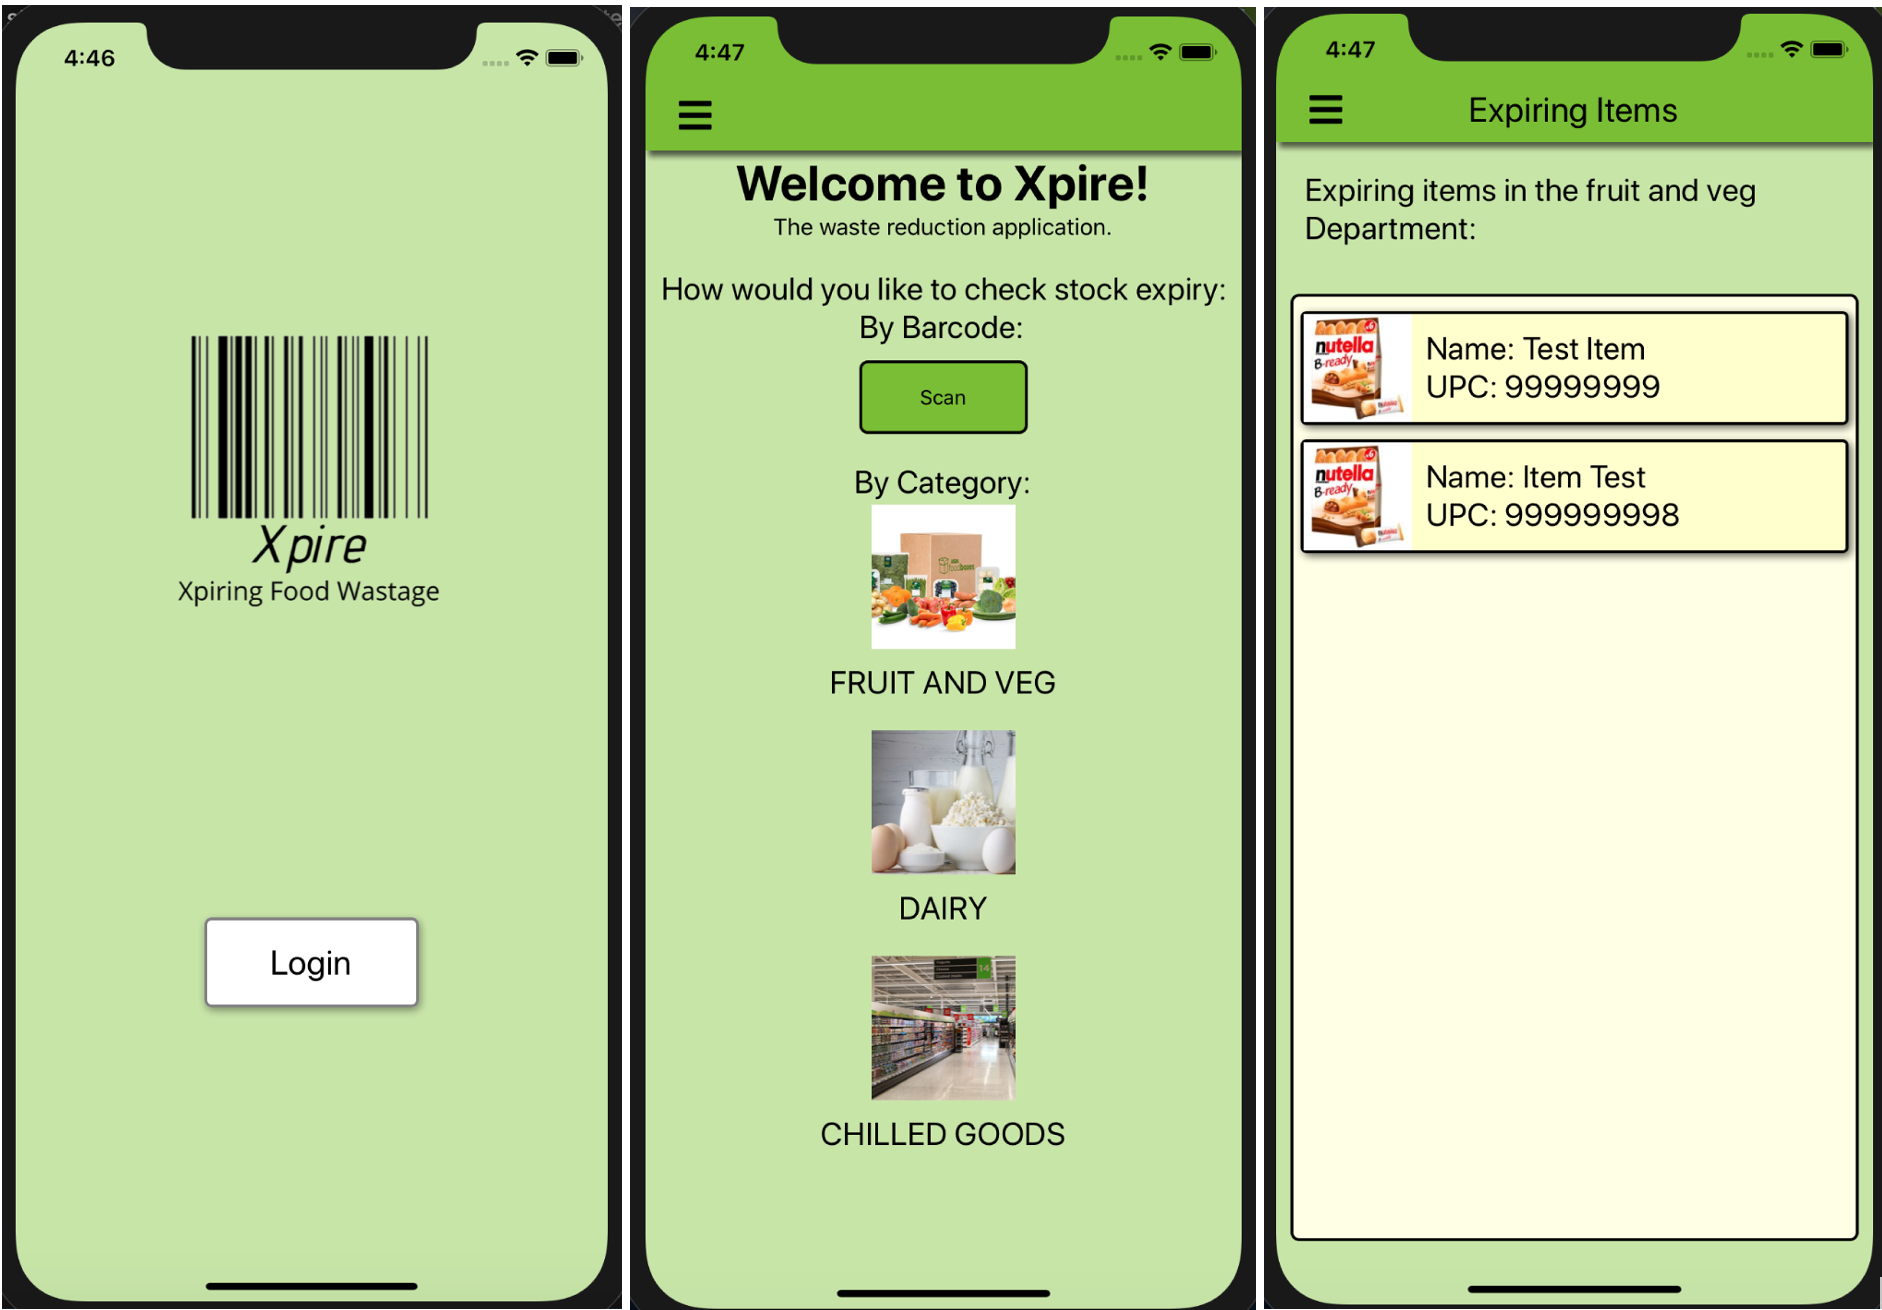 4:46
Xpire
Xpiring Food Wastage
Login
4:47
Welcome to Xpire!
The waste reduction application.
How would you like to check stock expiry:
By Barcode:
Scan
By Category:
FRUIT AND VEG
14
DAIRY
CHILLED GOODS
4:47
Expiring Items
Expiring items in the fruit and veg
Department:
nutella
B-ready
Name: Test Item
UPC: 99999999
nutella
B-ready
Name: Item Test
UPC: 999999998